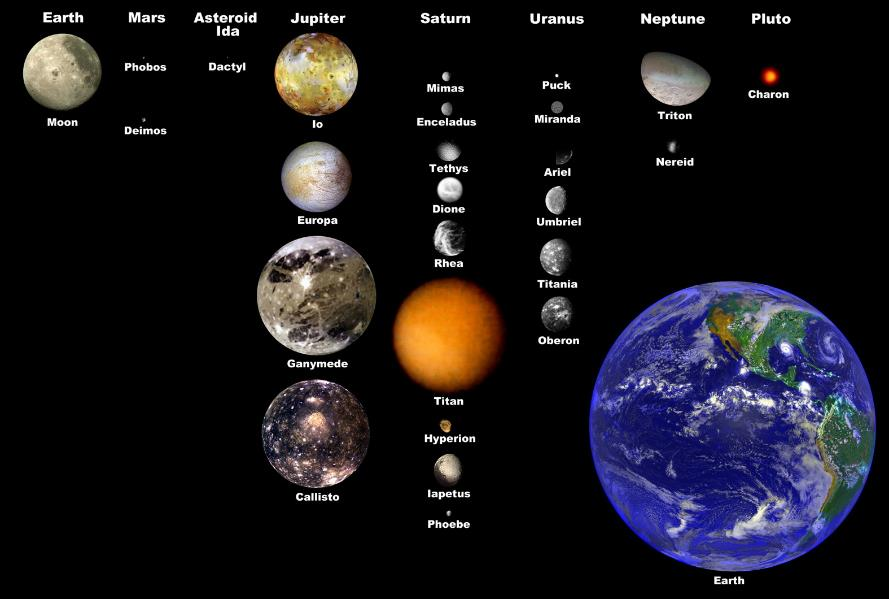 Earth
Mars
Asteroid
Ida
Jupiter
Saturn
Uranus
Neptune
Pluto
Moon
Phobos
Deimos
Dactyl
Io
Europa
Ganymede
Callisto
Mimas
Enceladus
Tethys
Dione
Rhea
Titan
Hyperion
Iapetus
Phoebe
Puck
Miranda
Ariel
Umbriel
Titania
Oberon
Triton
Nereid
Charon
Earth